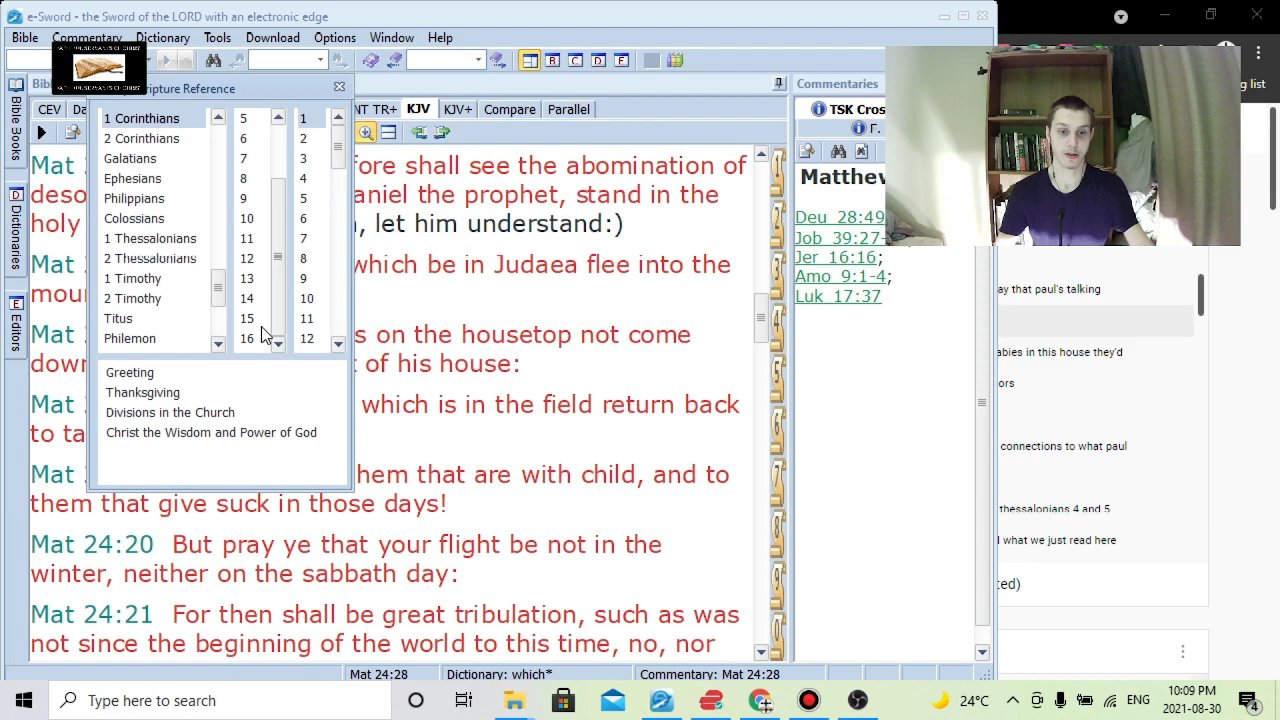 e-Sword - the Sword of the LORD with an electronic edge
Bible Commentary Dictionary Tools Download Options Window Help
B C D E
cripture Reference
Commentaries
CEV NT TR+ KJV KJV+ Compare Parallel
TSK Cros
ng list
Bible Books
Dictionaries
Editors
1 Corinthians 5 1
2 Corinthians 6 2
Galatians 7 3
Ephesians 8 4
Philippians 9 5
Colossians 10 6
1 Thessalonians 11 7
2 Thessalonians 12 8
1 Timothy 13 9
2 Timothy 14 10
Titus 15 11
Philemon 16 12
Greeting
Thanksgiving
Divisions in the Church
Christ the Wisdom and Power of God
fore shall see the abomination of
deso aniel the prophet, stand in the
holy , let him understand:)
Mat which be in Judaea flee into the
mour
Mat s on the housetop not come
down of his house:
Mat which is in the field return back
to ta
Mat hem that are with child, and to
them that give suck in those days!
Mat 24:20 But pray ye that your flight be not in the
winter, neither on the sabbath day:
Mat 24:21 For then shall be great tribulation, such as was
not since the beginning of the world to this time, no, nor
Matthew
Deu 28:49
Job 39:27-
Jer 16:16;
Amo 9:1-4;
Luk 17:37
ay that paul's talking
abies in this house they'd
ors
connections to what paul
thessalonians 4 and 5
d what we just read here
ted)
Mat 24:28 Dictionary: which* Commentary: Mat 24:28
Type here to search
24°C
ENG
10:09 PM
2021-08-30
4